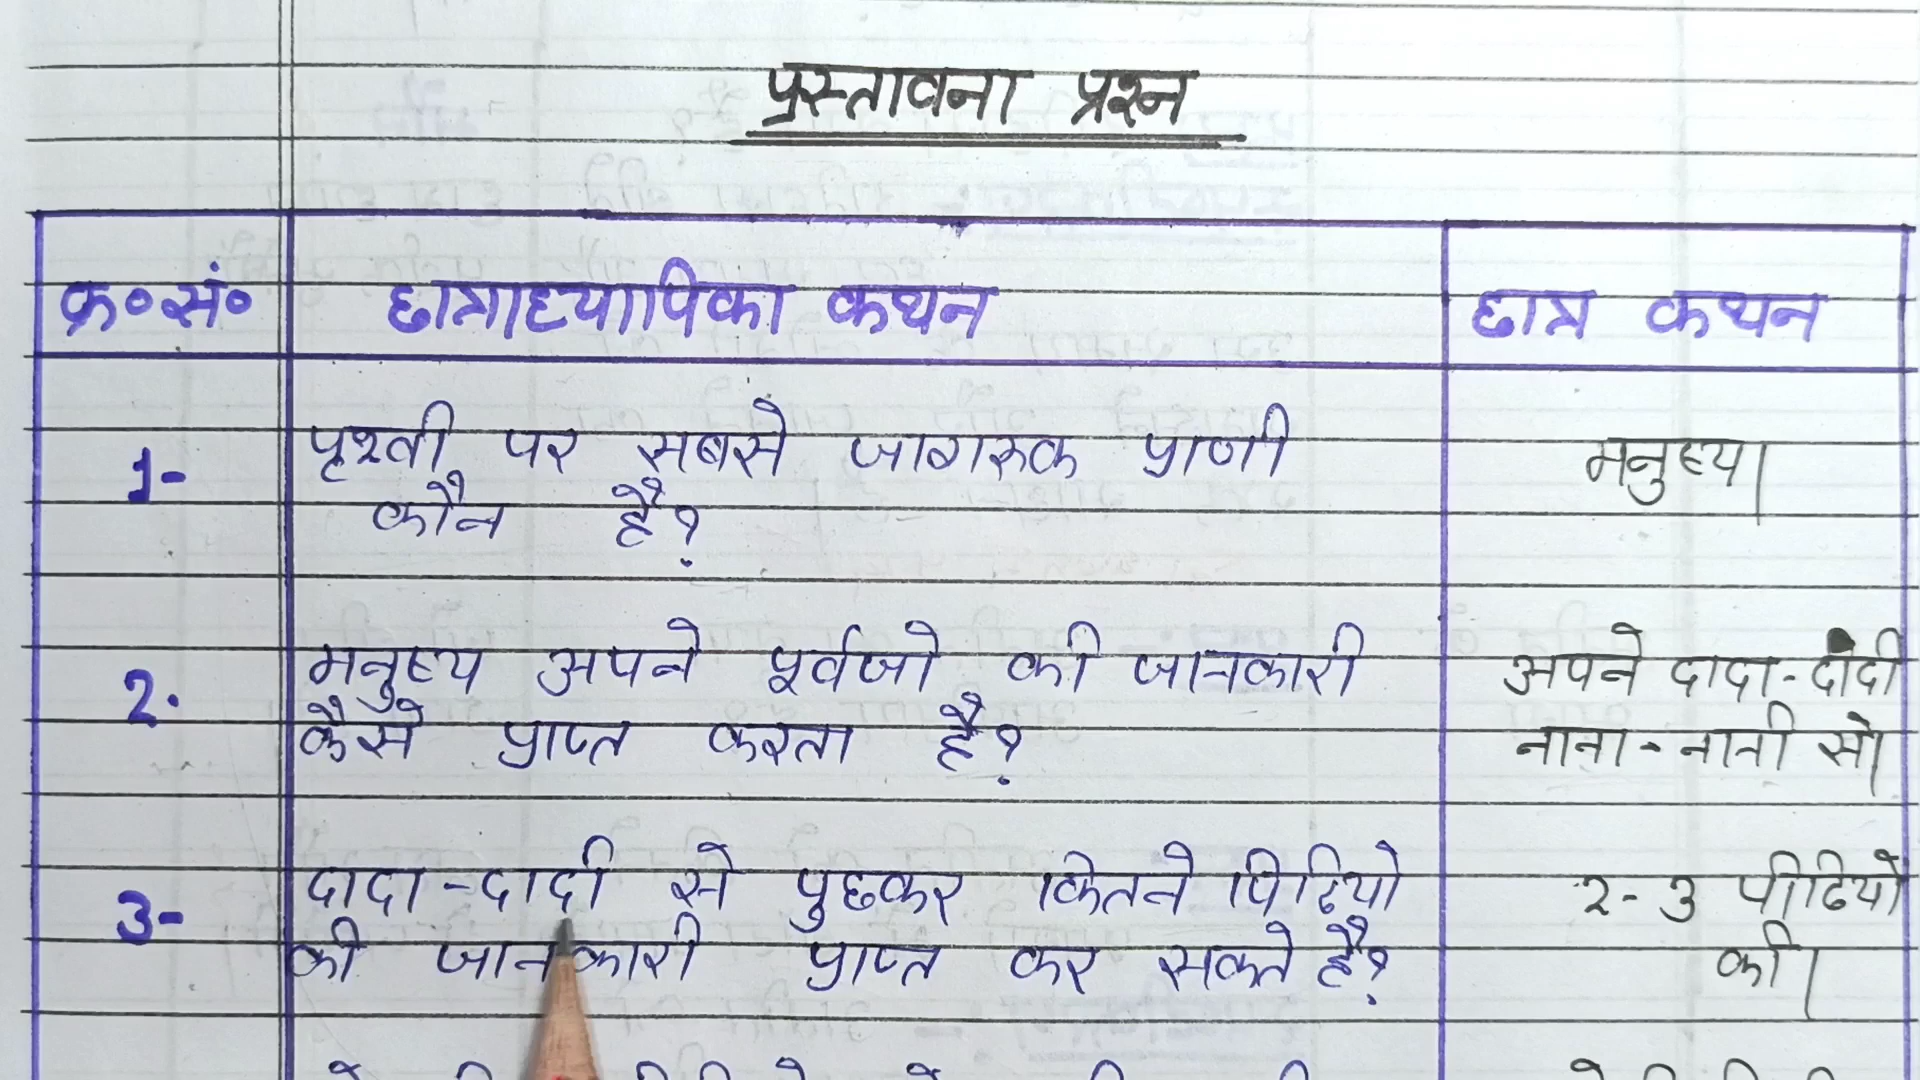 प्रस्तावना प्रश्न
क्र०सं० छात्राध्यापिका कथन छात्र कथन
1- पृश्वी पर सबसे जागरुक प्राणी मनुष्य।
कौन है?
2. मनुष्य अपने पूर्वजो की जानकारी अपने दादा-दादी
कैसे प्राप्त करता है? नाना-नानी से।
3- दादा-दादी से पुछकर कितने पिढियो २-3 पीढियों
की जानकारी प्राप्त कर सकते है? की।